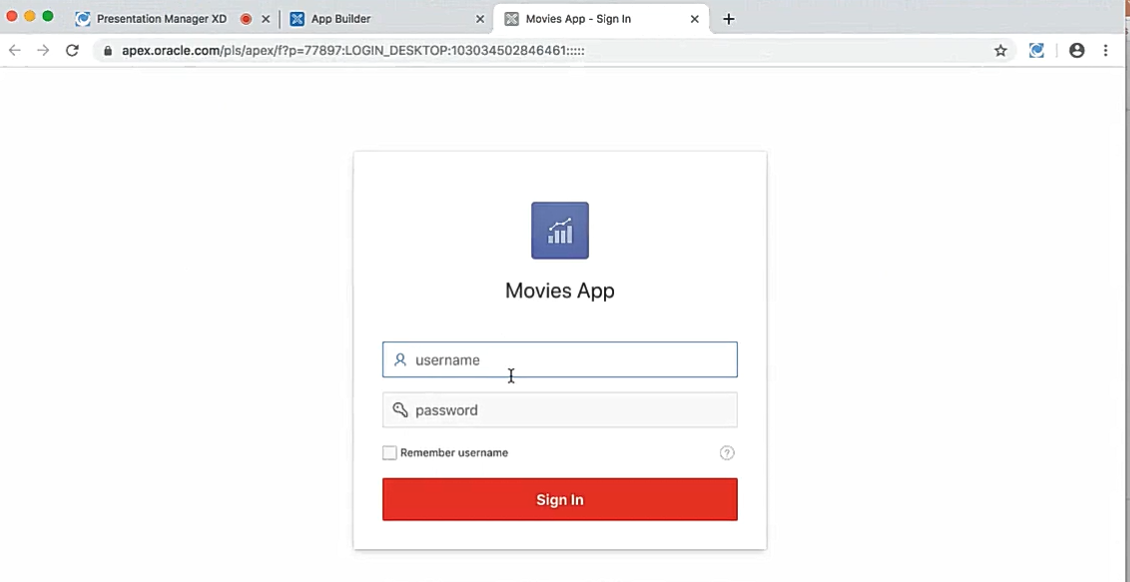 Presentation Manager XD
App Builder
Movies App - Sign In
apex.oracle.com/pls/apex/f?p=77897:LOGIN_DESKTOP:103034502846461:::::
Movies App
username
password
Remember username
?
Sign In